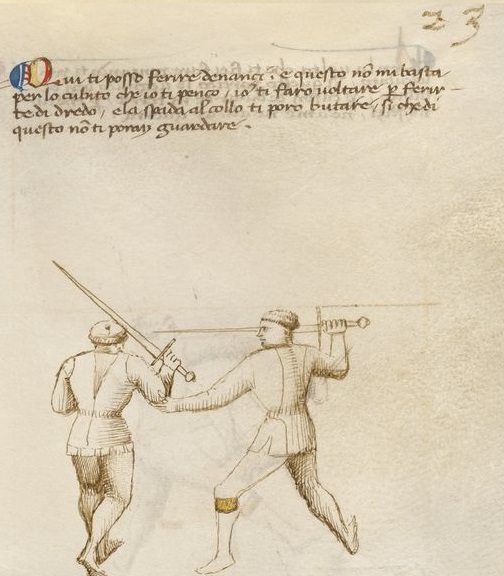 23
Qui ti posso ferire denanci . e questo nõ mi basta
per lo cubito che io ti penço / io ti faro voltare p̱ ferir
te di dredo / e la spada al collo ti poro butare / si che di
questo nõ ti poray guardare .